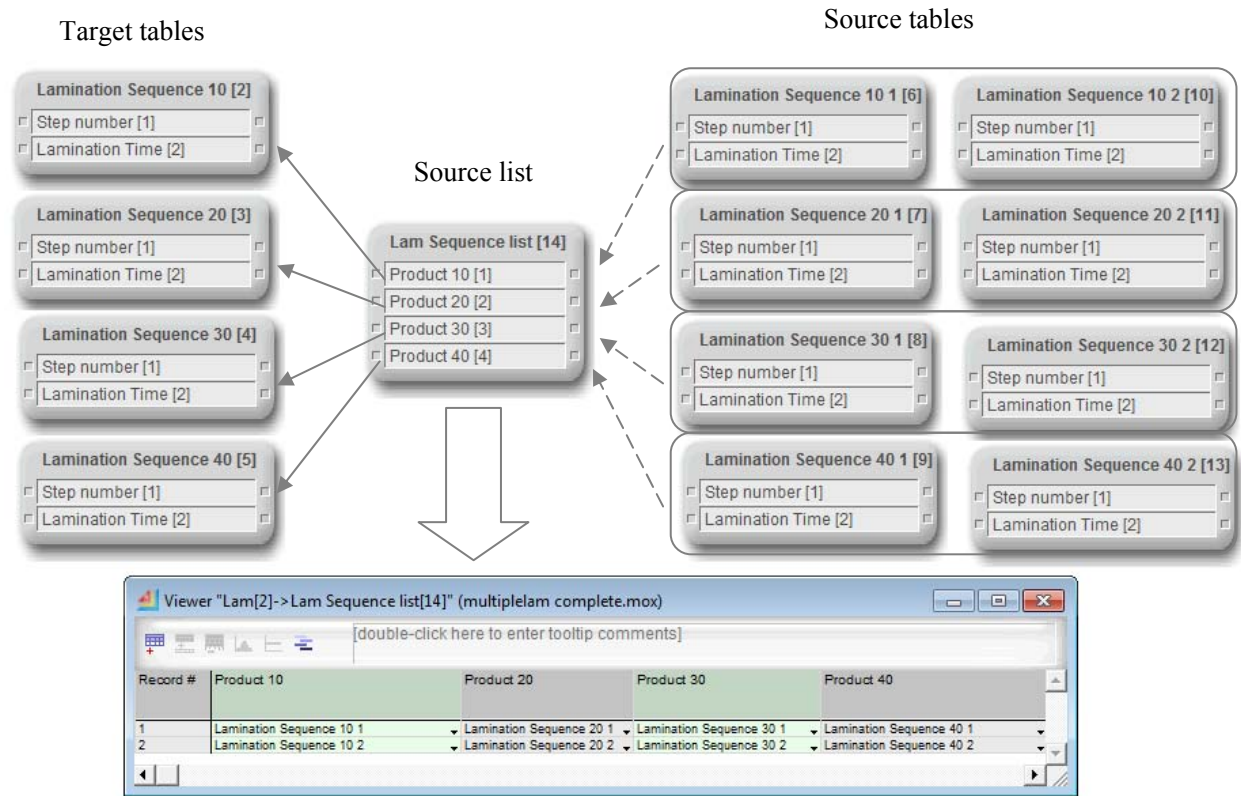 Target tables
Source tables
Lamination Sequence 10 [2]
Step number [1]
Lamination Time [2]
Lamination Sequence 20 [3]
Step number [1]
Lamination Time [2]
Lamination Sequence 30 [4]
Step number [1]
Lamination Time [2]
Lamination Sequence 40 [5]
Step number [1]
Lamination Time [2]
Source list
Lam Sequence list [14]
Product 10 [1]
Product 20 [2]
Product 30 [3]
Product 40 [4]
Lamination Sequence 10 1 [6]
Step number [1]
Lamination Time [2]
Lamination Sequence 10 2 [10]
Step number [1]
Lamination Time [2]
Lamination Sequence 20 1 [7]
Step number [1]
Lamination Time [2]
Lamination Sequence 20 2 [11]
Step number [1]
Lamination Time [2]
Lamination Sequence 30 1 [8]
Step number [1]
Lamination Time [2]
Lamination Sequence 30 2 [12]
Step number [1]
Lamination Time [2]
Lamination Sequence 40 1 [9]
Step number [1]
Lamination Time [2]
Lamination Sequence 40 2 [13]
Step number [1]
Lamination Time [2]
Viewer "Lam[2]->Lam Sequence list[14]" (multiplelam complete.mox)
[double-click here to enter tooltip comments]
Record # Product 10 Product 20 Product 30 Product 40
1 Lamination Sequence 10 1 Lamination Sequence 20 1 Lamination Sequence 30 1 Lamination Sequence 40 1
2 Lamination Sequence 10 2 Lamination Sequence 20 2 Lamination Sequence 30 2 Lamination Sequence 40 2